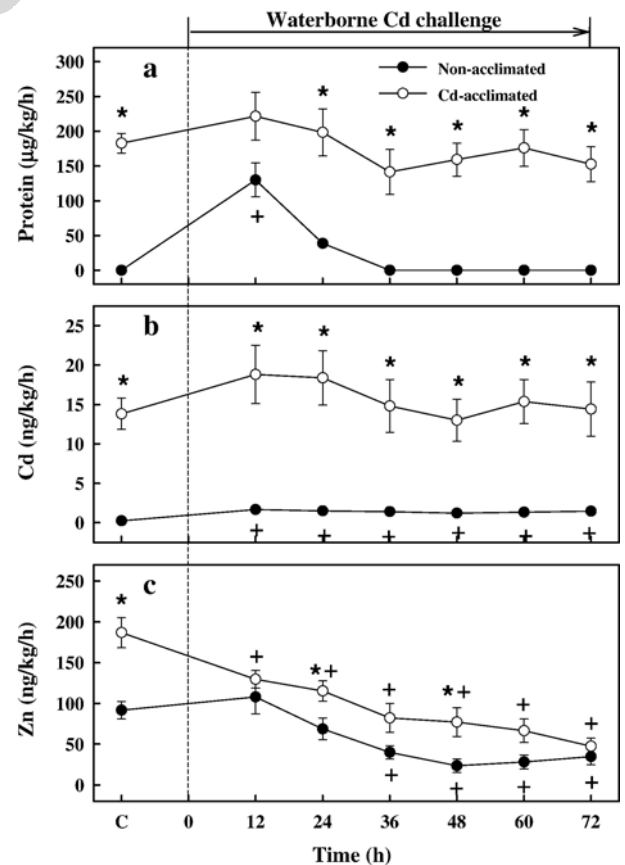 Waterborne Cd challenge
a
Non-acclimated
Cd-acclimated
Protein (µg/kg/h)
300
250
200
150
100
50
0
* * * * * *
+
b
Cd (ng/kg/h)
25
20
15
10
5
0
* * * * * * *
+ + + + + +
c
Zn (ng/kg/h)
250
200
150
100
50
0
* + *+ + *+ + +
+ + + +
C 0 12 24 36 48 60 72
Time (h)